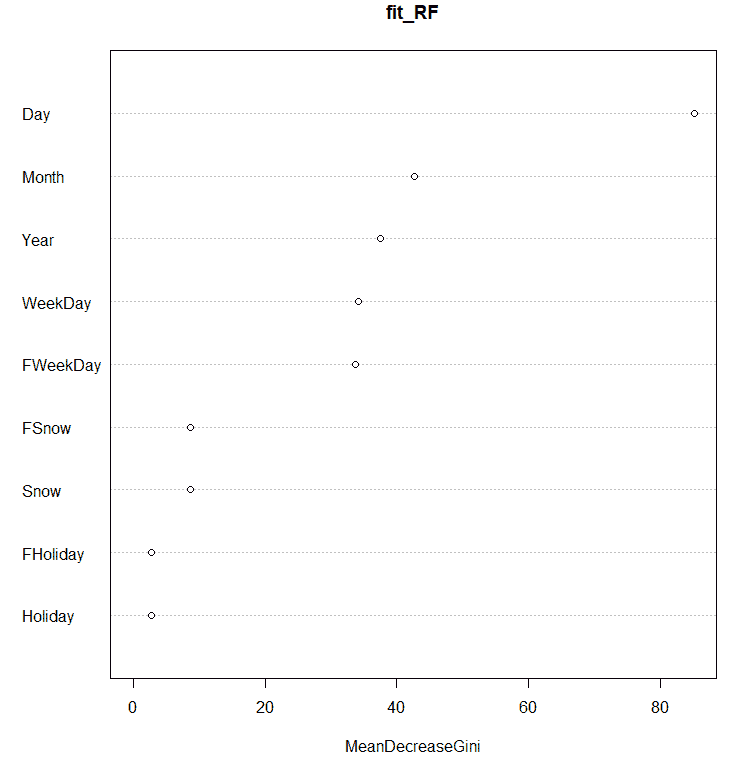 fit_RF
Day
Month
Year
WeekDay
FWeekDay
FSnow
Snow
FHoliday
Holiday
0 20 40 60 80
MeanDecreaseGini